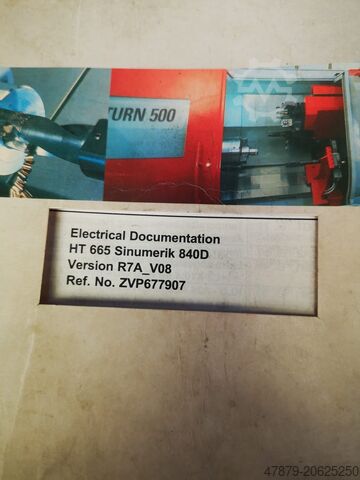 TURN 500
Electrical Documentation
HT 665 Sinumerik 840D
Version R7A_V08
Ref. No. ZVP677907
47879-20625250